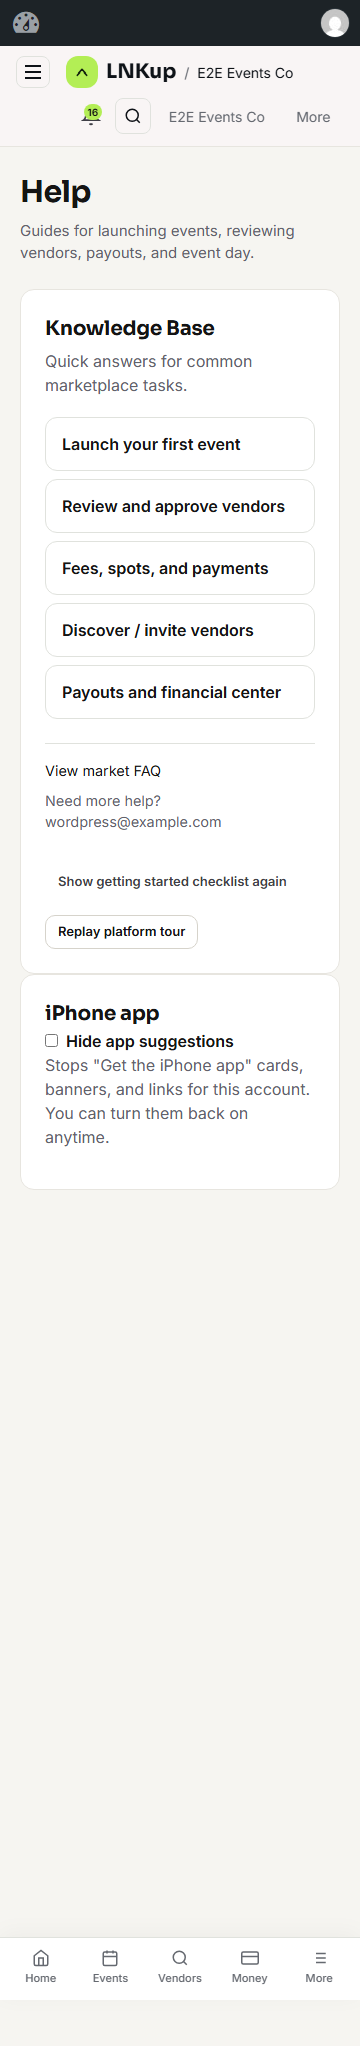 LNKup / E2E Events Co
16
E2E Events Co
More
Help
Guides for launching events, reviewing
vendors, payouts, and event day.
Knowledge Base
Quick answers for common
marketplace tasks.
Launch your first event
Review and approve vendors
Fees, spots, and payments
Discover / invite vendors
Payouts and financial center
View market FAQ
Need more help?
wordpress@example.com
Show getting started checklist again
Replay platform tour
iPhone app
Hide app suggestions
Stops "Get the iPhone app" cards,
banners, and links for this account.
You can turn them back on
anytime.
Home
Events
Vendors
Money
More